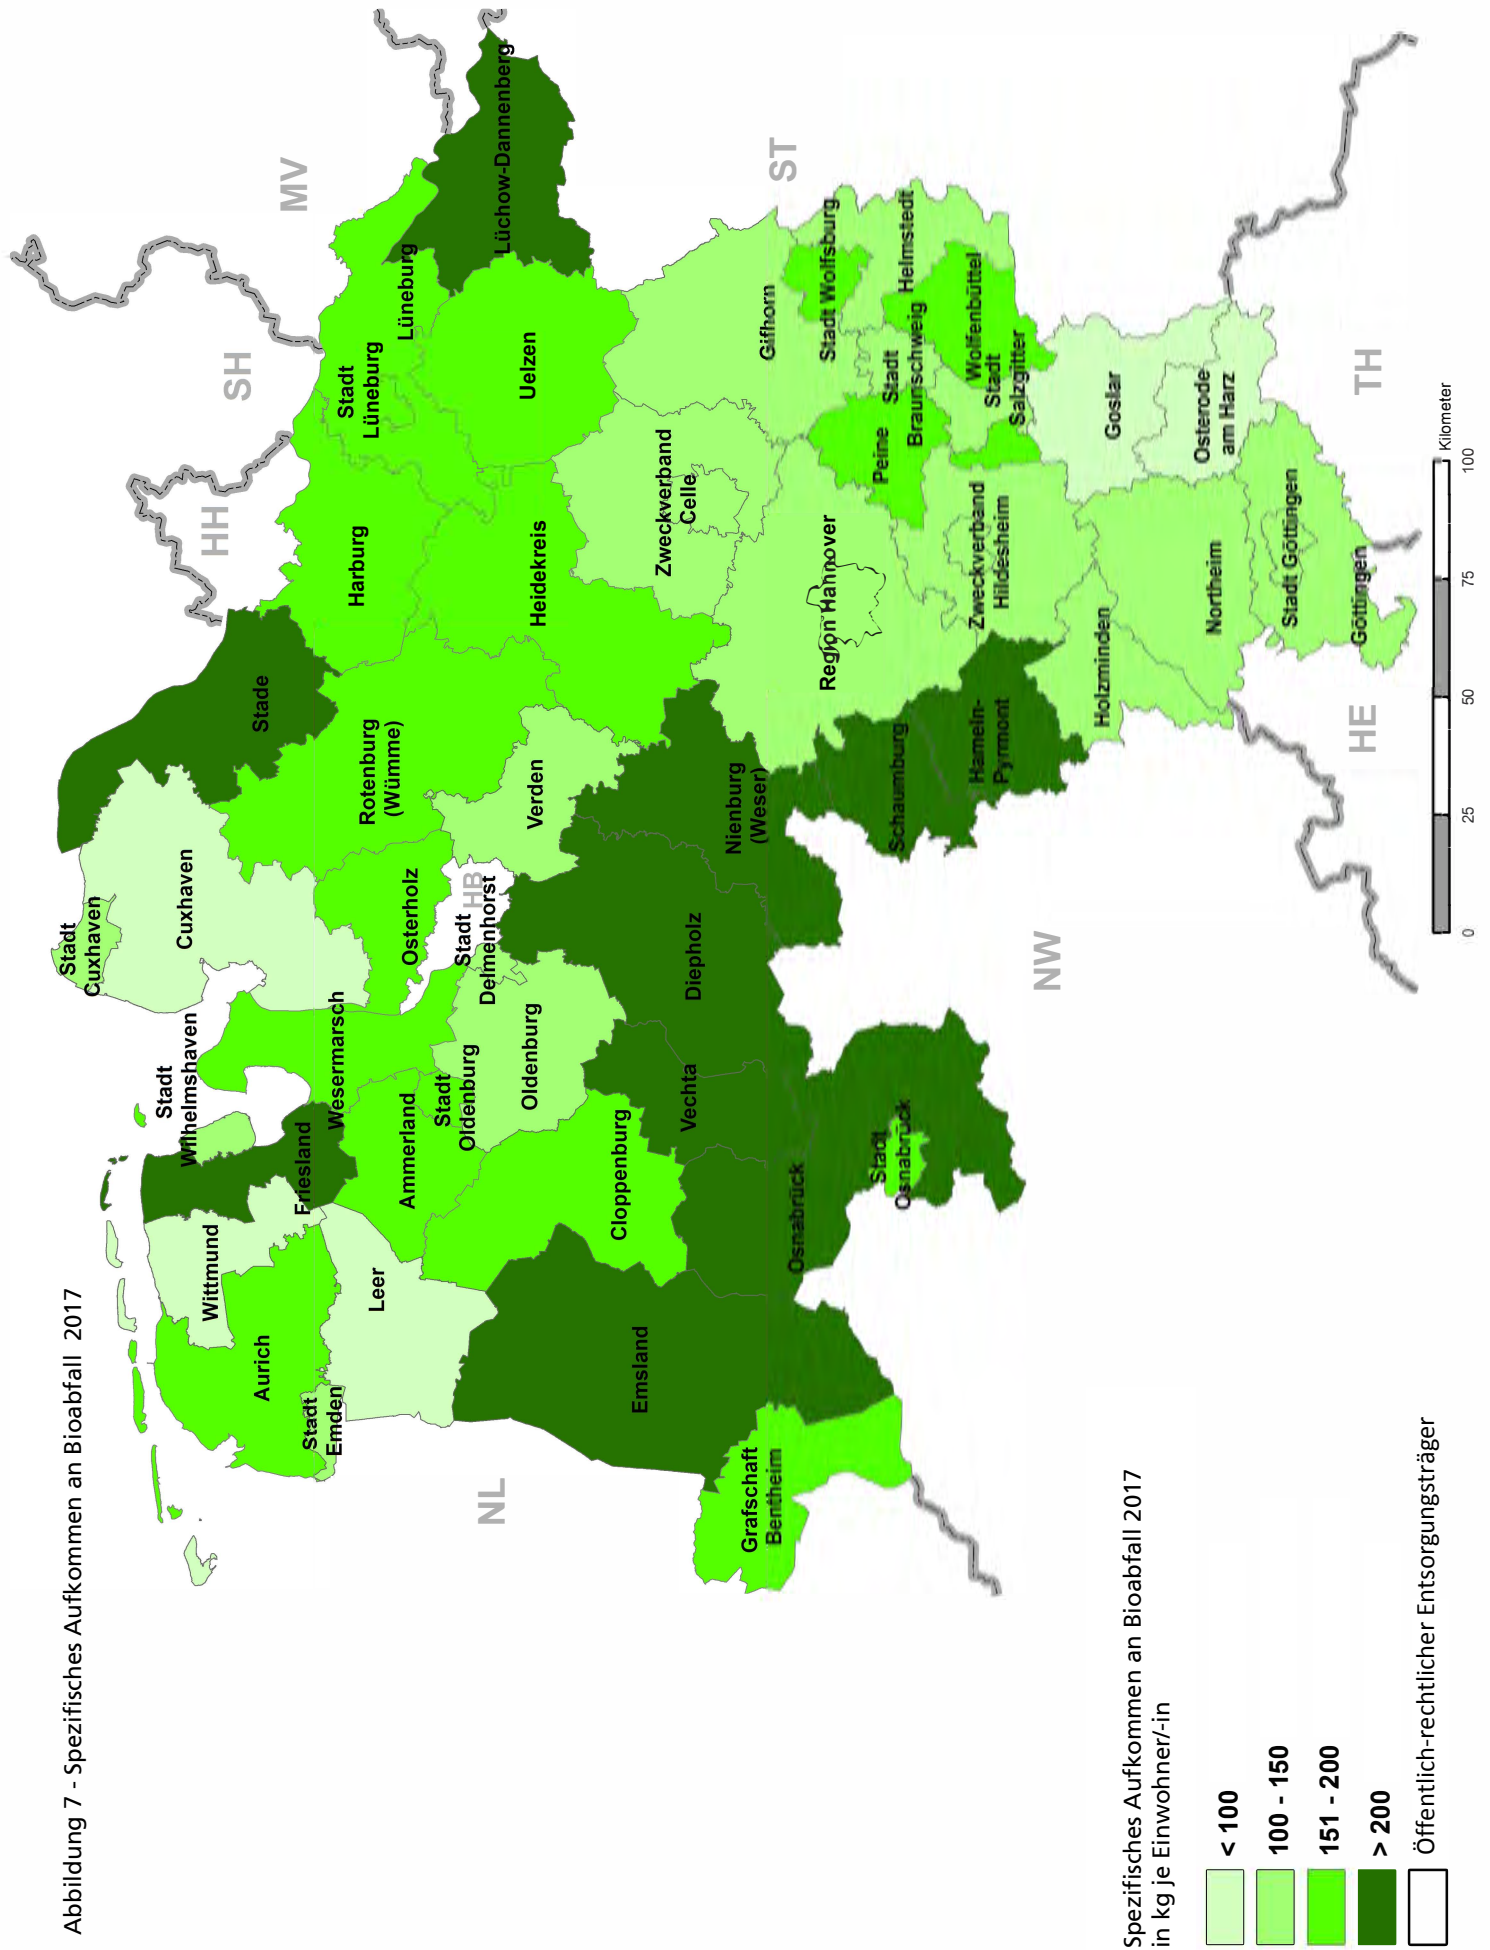 Abbildung 7 - Spezifisches Aufkommen an Bioabfall 2017
SH
MV
HH
HB
NL
NW
ST
HE
TH
Stadt
Cuxhaven
Cuxhaven
Stade
Stadt
Wilhelmshaven
Wittmund
Friesland
Aurich
Stadt
Emden
Leer
Wesermarsch
Ammerland
Stadt
Oldenburg
Oldenburg
Osterholz
Stadt
Delmenhorst
Rotenburg
(Wümme)
Verden
Harburg
Stadt
Lüneburg
Lüneburg
Lüchow-Dannenberg
Uelzen
Heidekreis
Zweckverband
Celle
Gifhorn
Cloppenburg
Vechta
Diepholz
Nienburg
(Weser)
Emsland
Grafschaft
Bentheim
Osnabrück
Stadt
Osnabrück
Region Hannover
Schaumburg
Hameln-
Pyrmont
Zweckverband
Hildesheim
Peine
Stadt
Braunschweig
Stadt Wolfsburg
Helmstedt
Wolfenbüttel
Stadt
Salzgitter
Goslar
Osterode
am Harz
Holzminden
Northeim
Stadt Göttingen
Göttingen
Spezifisches Aufkommen an Bioabfall 2017
in kg je Einwohner/-in
< 100
100 - 150
151 - 200
> 200
Öffentlich-rechtlicher Entsorgungsträger
0 25 50 75 100
Kilometer